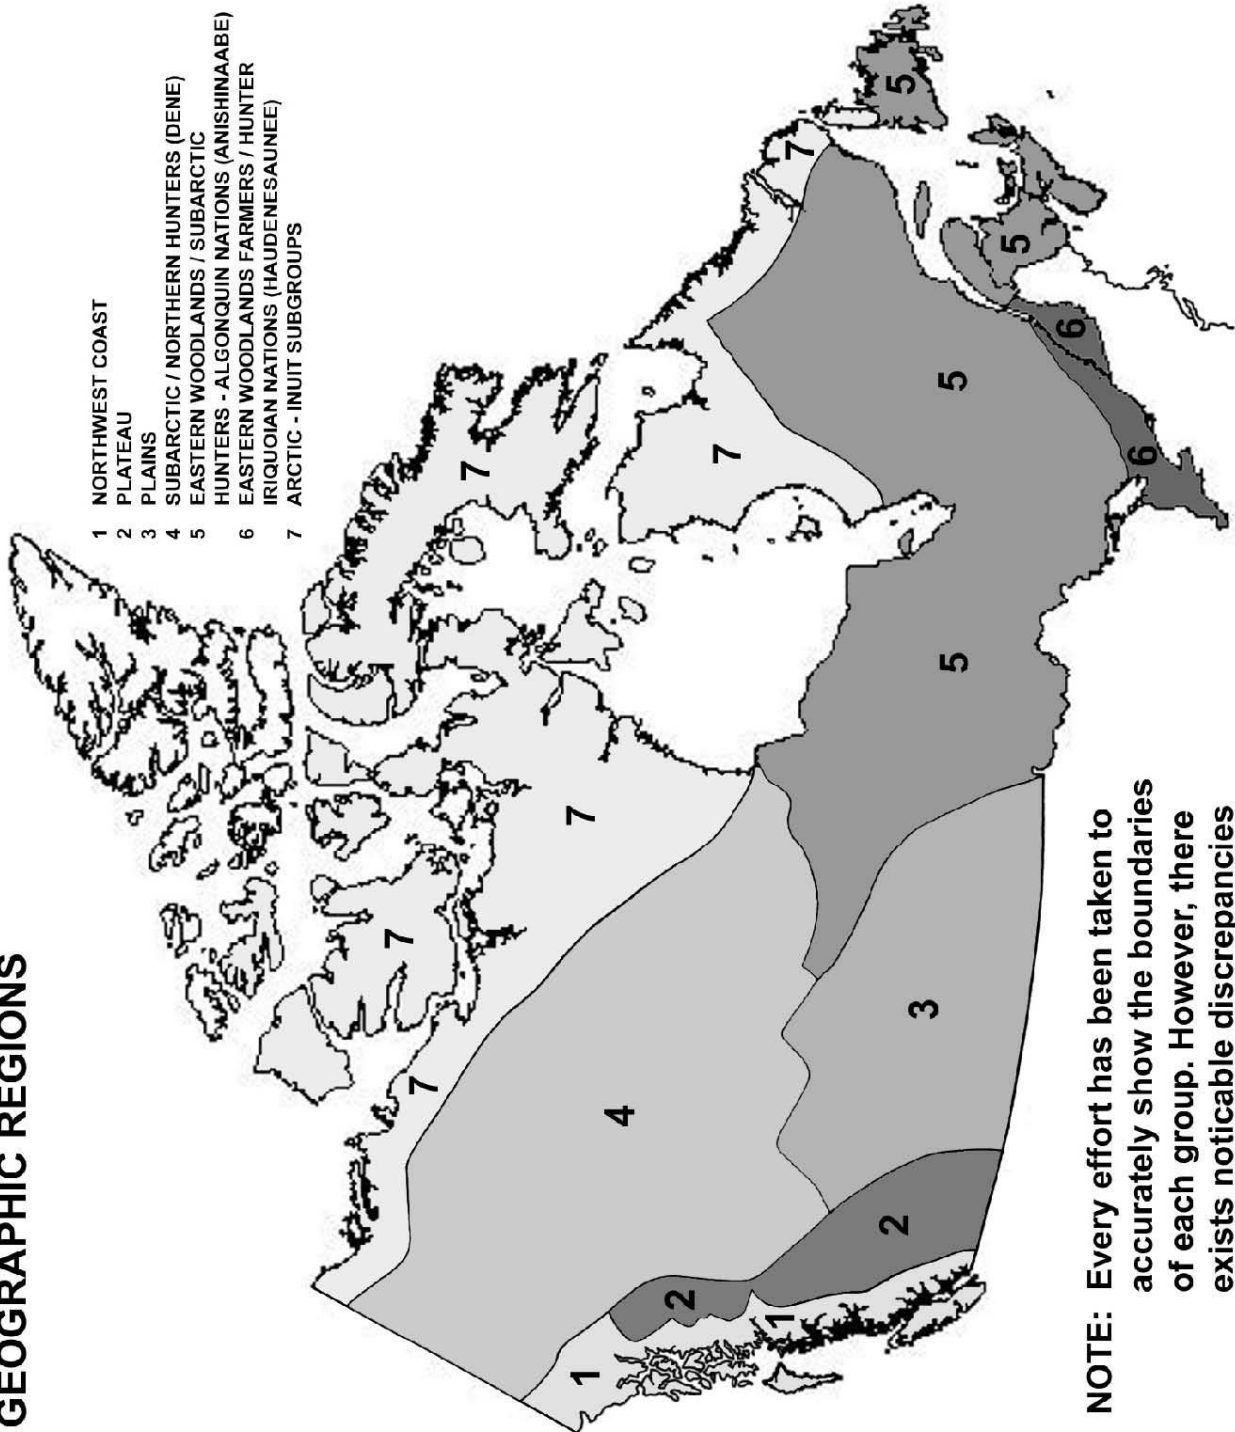 GEOGRAPHIC REGIONS
1 NORTHWEST COAST
2 PLATEAU
3 PLAINS
4 SUBARCTIC / NORTHERN HUNTERS (DENE)
5 EASTERN WOODLANDS / SUBARCTIC
HUNTERS - ALGONQUIN NATIONS (ANISHINAABE)
6 EASTERN WOODLANDS FARMERS / HUNTER
IRIQUOIAN NATIONS (HAUDENESAUNEE)
7 ARCTIC - INUIT SUBGROUPS
7
7
7
7
7
7
4
1
2
1
2
3
5
5
5
5
6
6
NOTE: Every effort has been taken to
accurately show the boundaries
of each group. However, there
exists noticable discrepancies